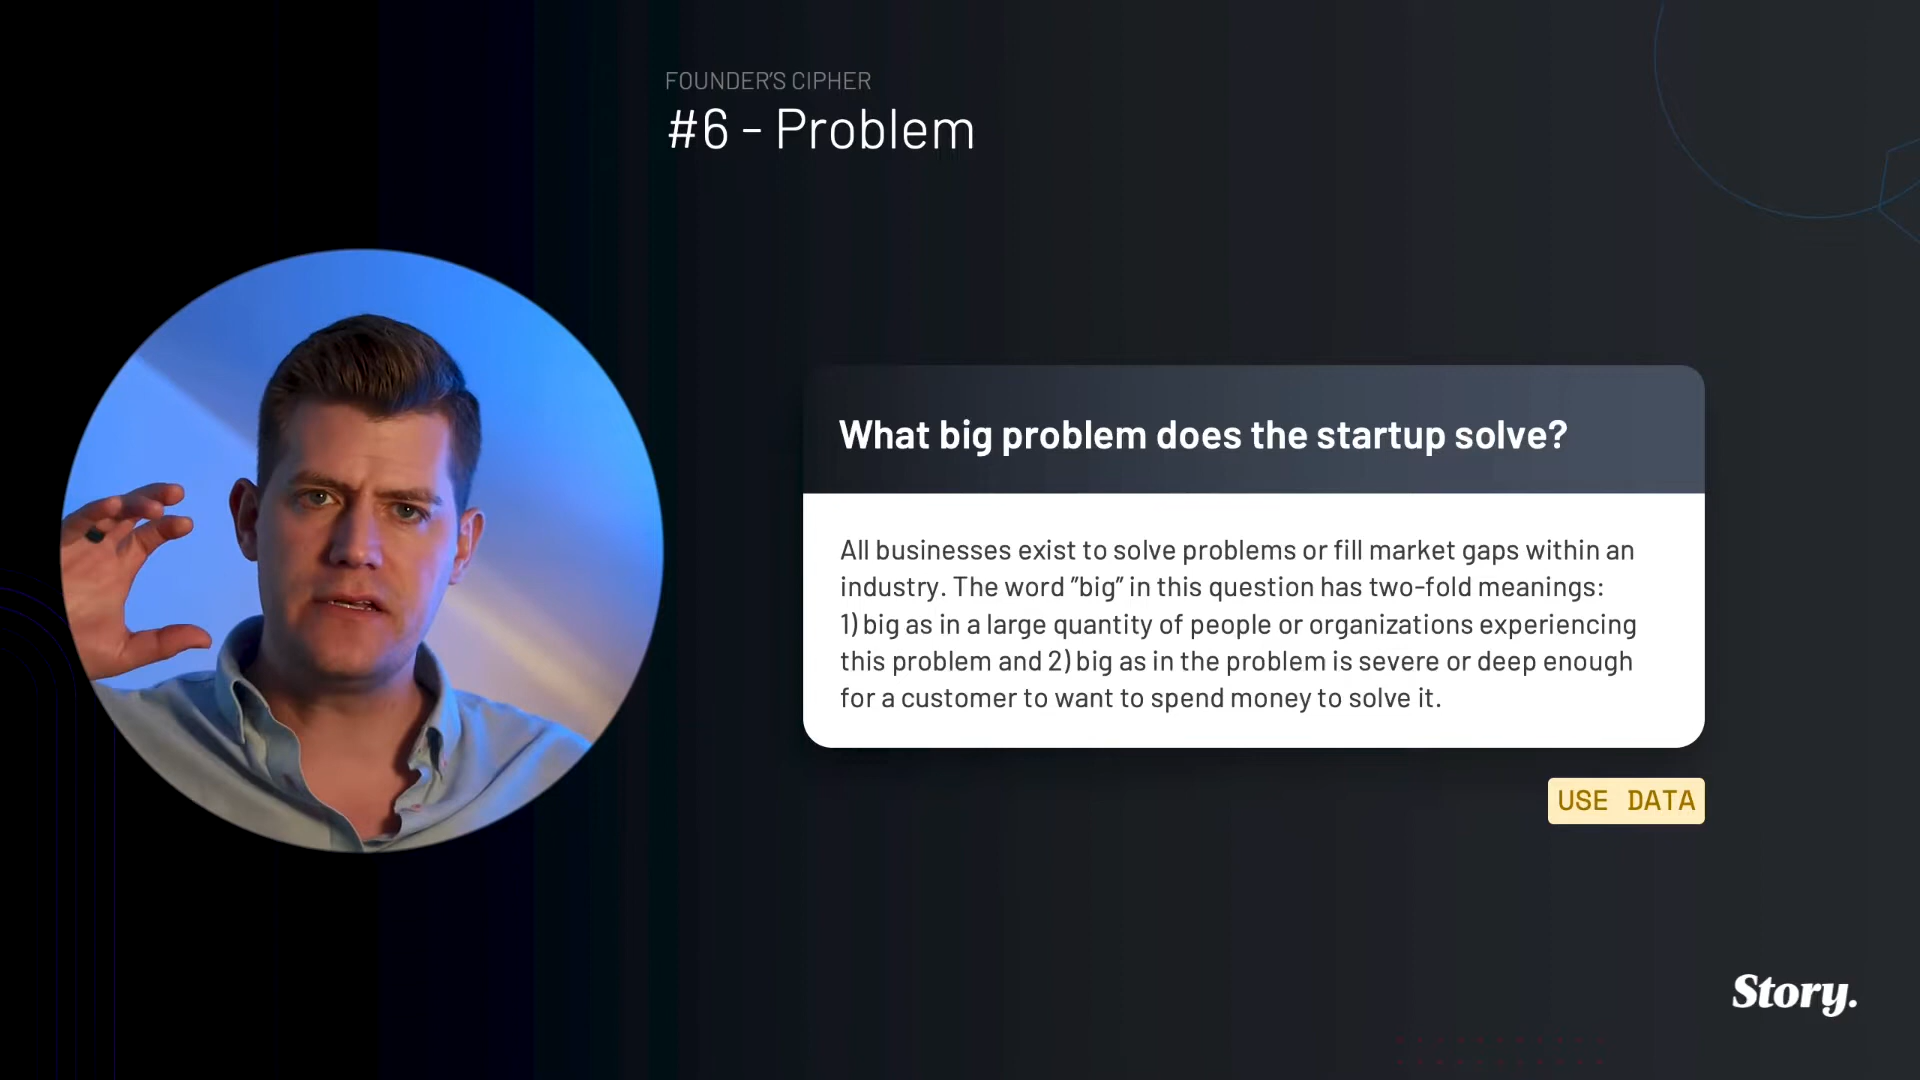 FOUNDER'S CIPHER
#6 - Problem
What big problem does the startup solve?
All businesses exist to solve problems or fill market gaps within an
industry. The word "big" in this question has two-fold meanings:
1) big as in a large quantity of people or organizations experiencing
this problem and 2) big as in the problem is severe or deep enough
for a customer to want to spend money to solve it.
USE DATA
Story.